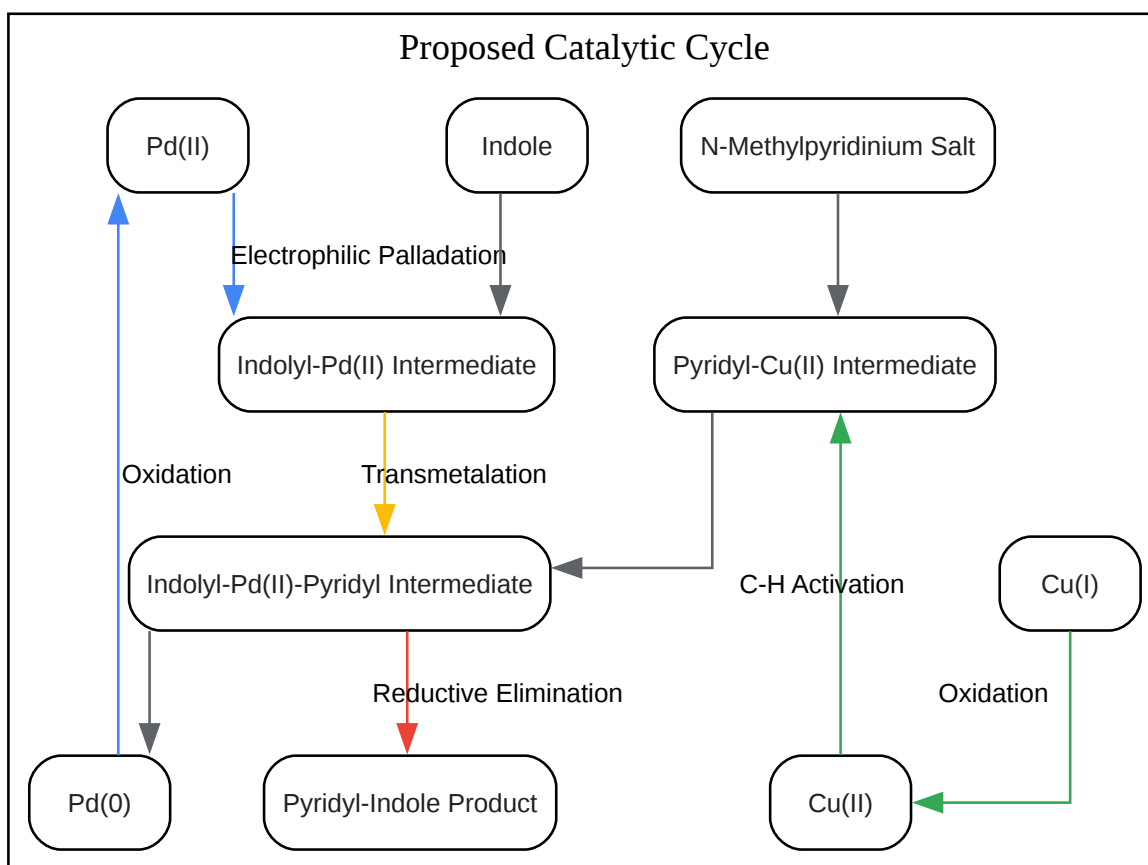 Proposed Catalytic Cycle
Pd(II)
Indole
N-Methylpyridinium Salt
Electrophilic Palladation
Indolyl-Pd(II) Intermediate
Pyridyl-Cu(II) Intermediate
Oxidation
Transmetalation
Indolyl-Pd(II)-Pyridyl Intermediate
C-H Activation
Cu(I)
Reductive Elimination
Oxidation
Pd(0)
Pyridyl-Indole Product
Cu(II)